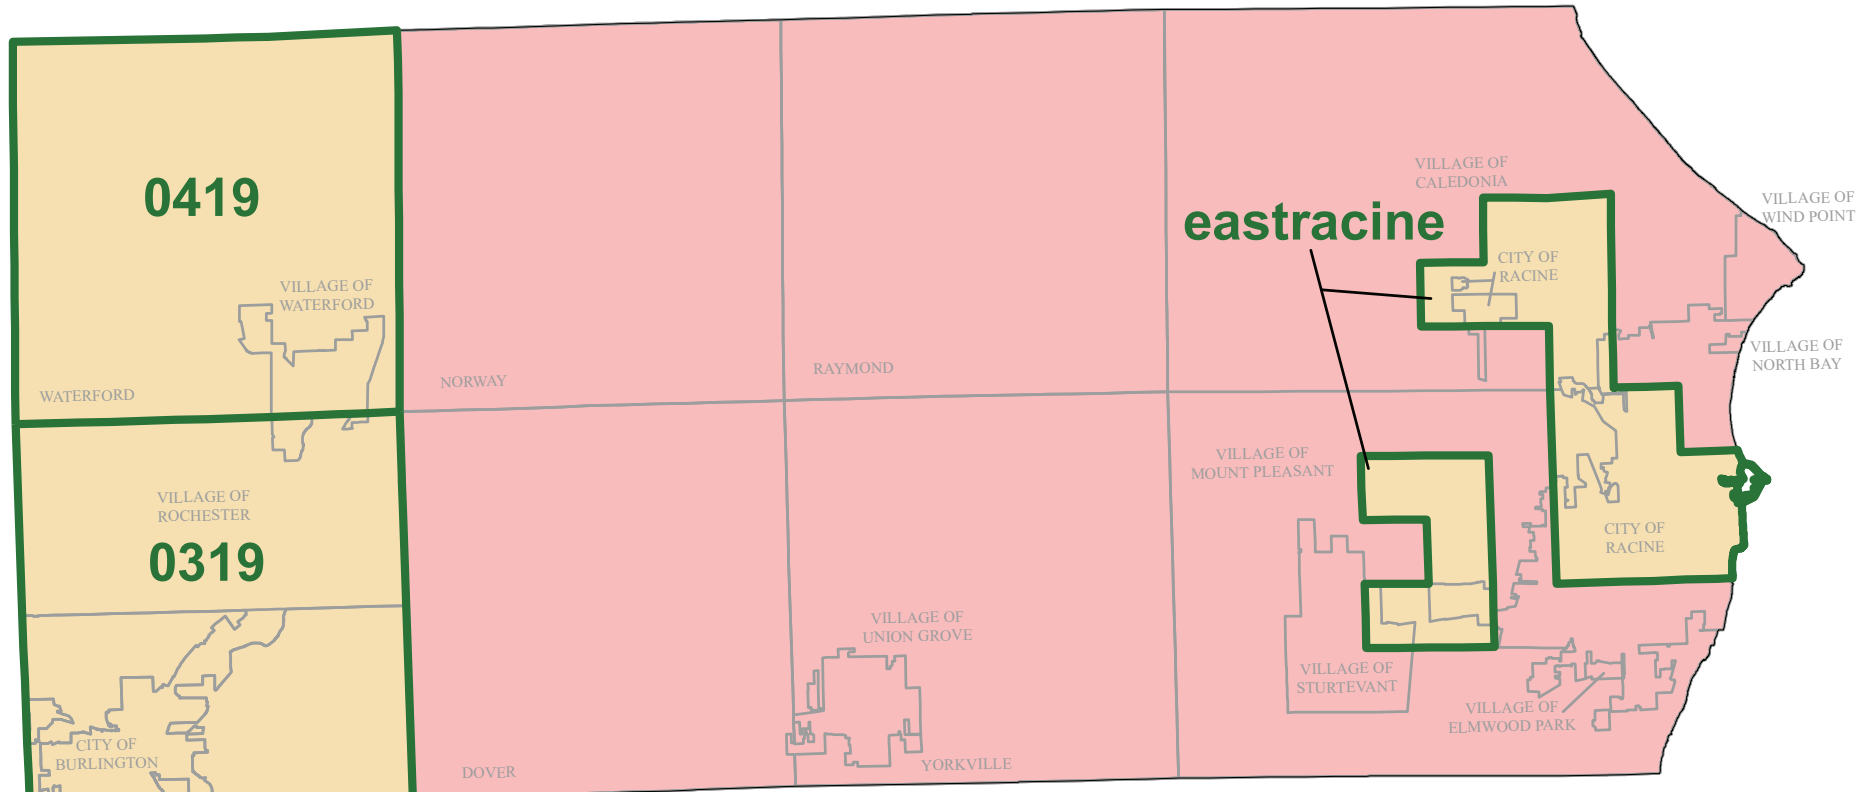 VILLAGE OF
CALEDONIA
0419
VILLAGE OF
WIND POINT
eastracine
CITY OF
RACINE
VILLAGE OF
WATERFORD
VILLAGE OF
NORTH BAY
RAYMOND
NORWAY
WATERFORD
VILLAGE OF
MOUNT PLEASANT
VILLAGE OF
ROCHESTER
CITY OF
RACINE
0319
VILLAGE OF
UNION GROVE
VILLAGE OF
STURTEVANT
VILLAGE OF
ELMWOOD PARK
CITY OF
BURLINGTON
DOVER
YORKVILLE